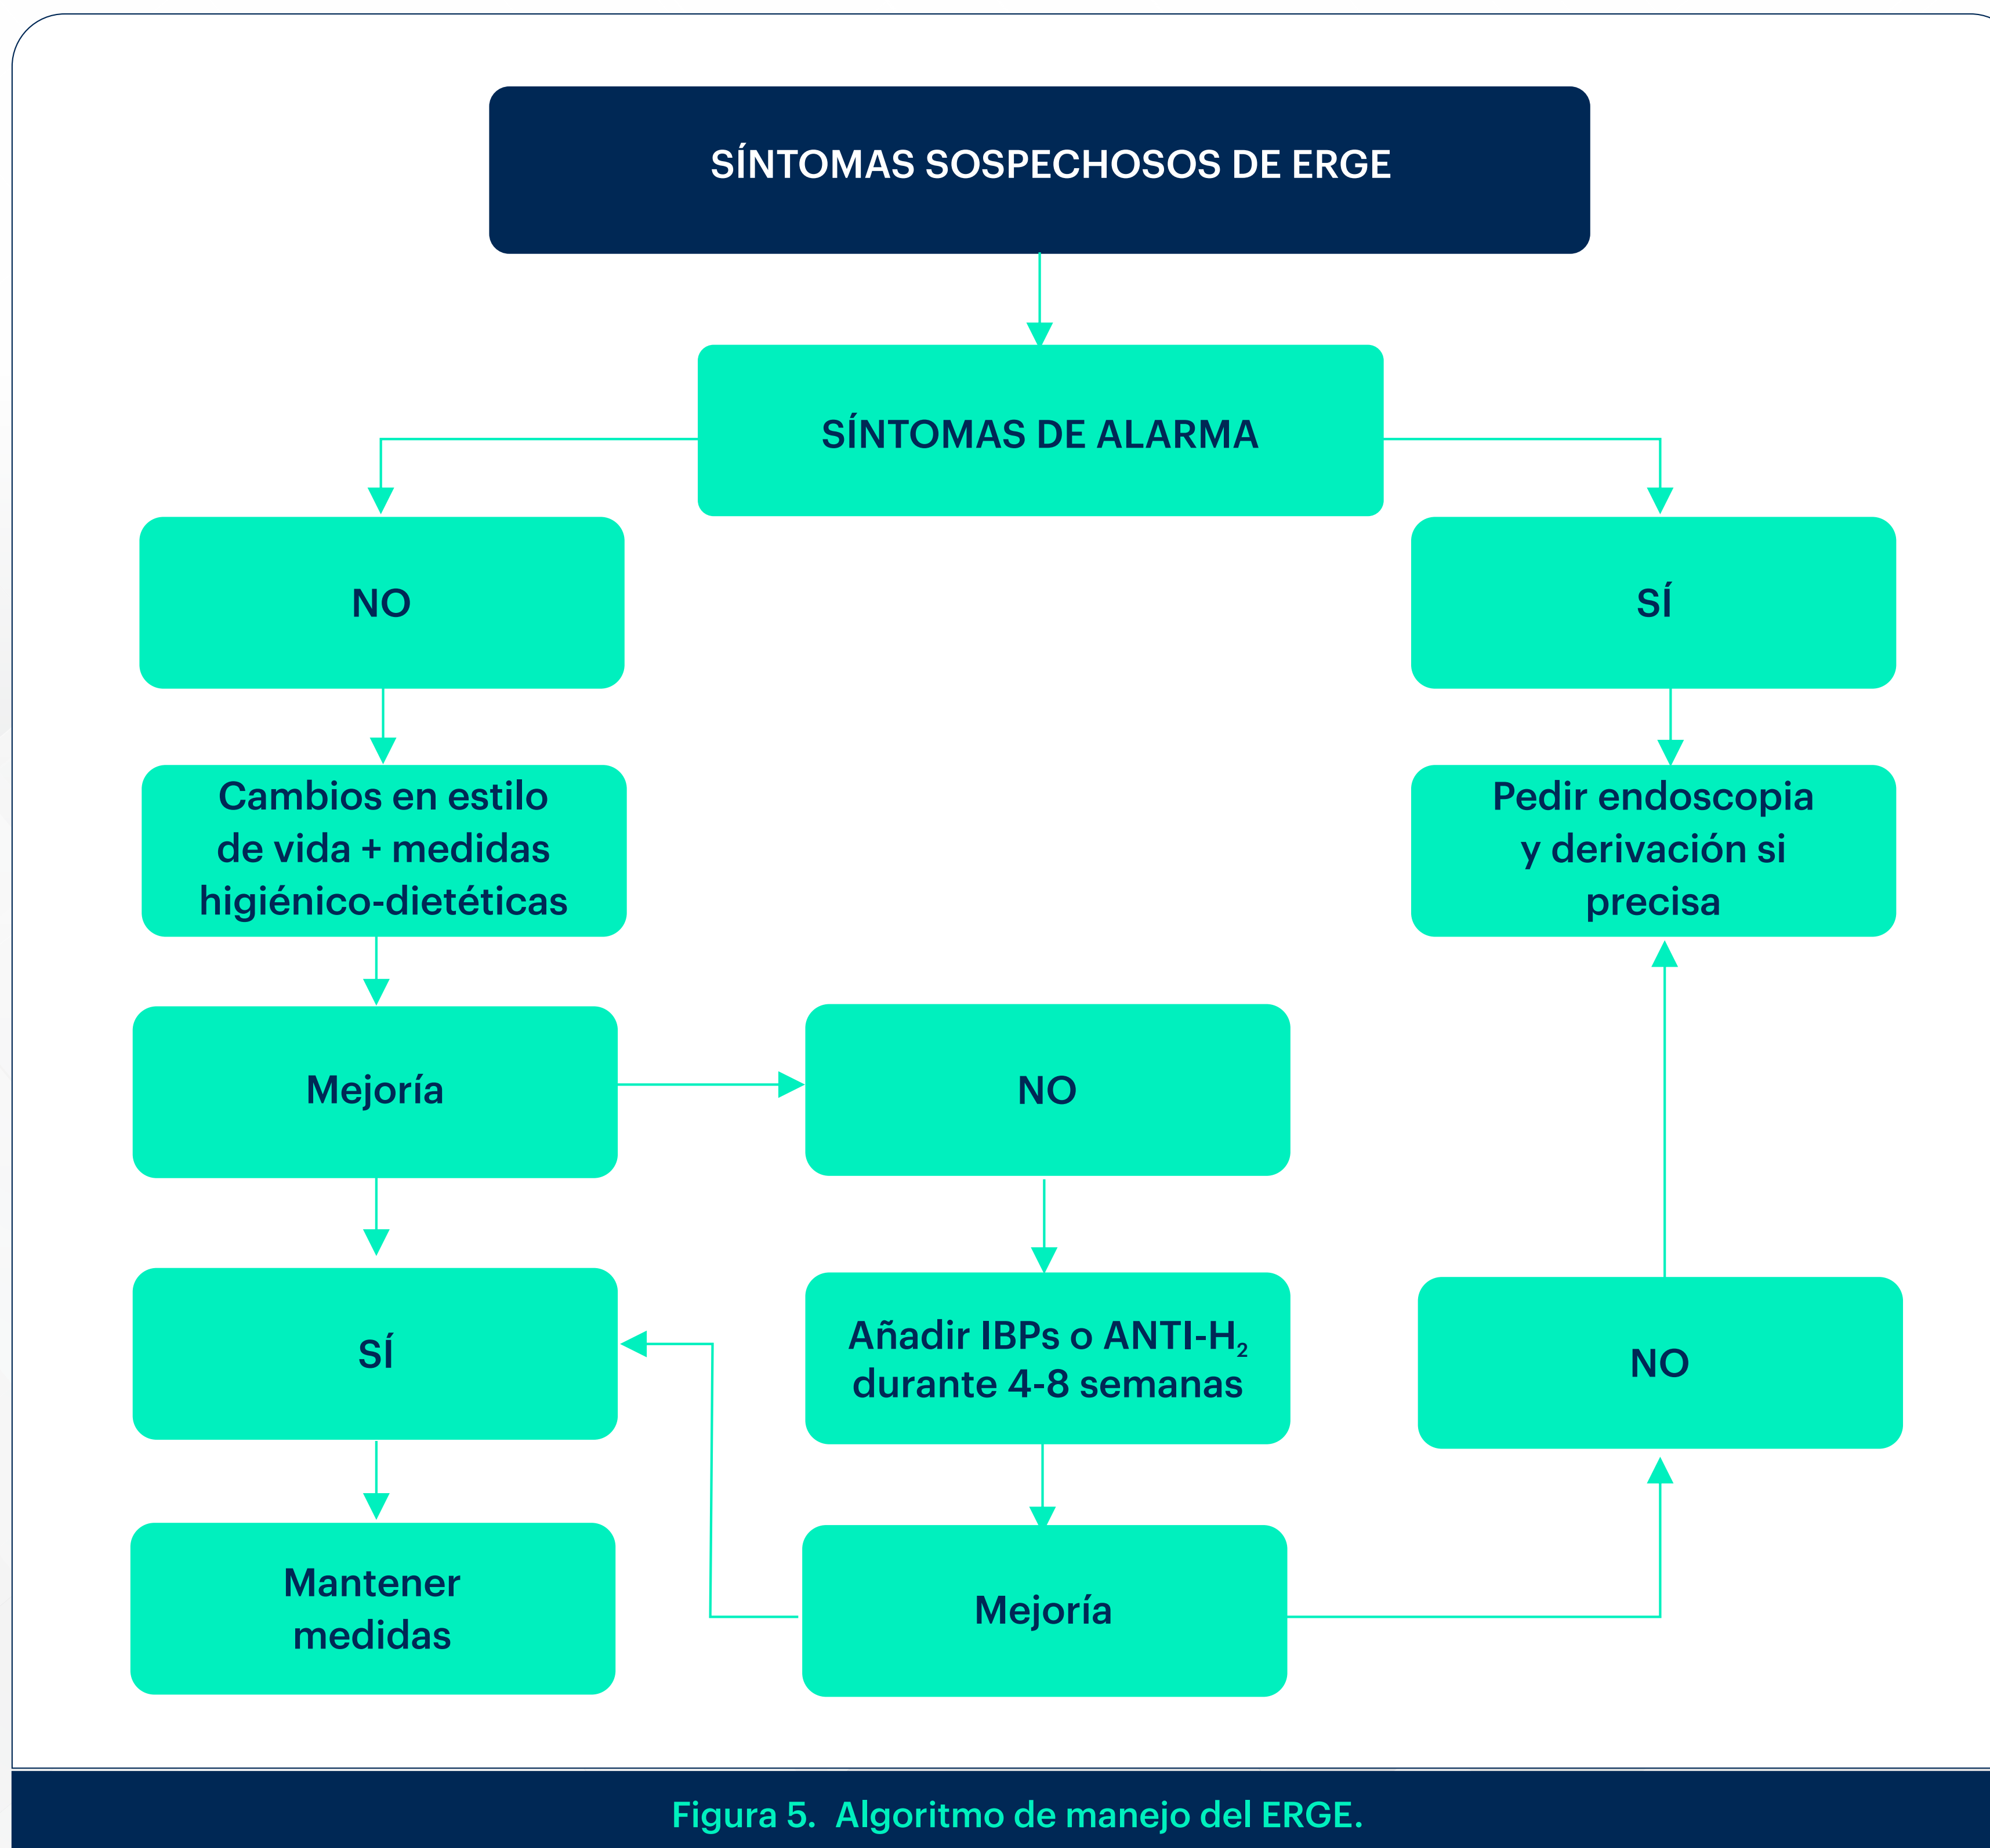 SÍNTOMAS SOSPECHOSOS DE ERGE
SÍNTOMAS DE ALARMA
NO
SÍ
Cambios en estilo
de vida + medidas
higiénico-dietéticas
Pedir endoscopia
y derivación si
precisa
Mejoría
NO
SÍ
Añadir IBPs o ANTI-H₂
durante 4-8 semanas
NO
Mantener
medidas
Mejoría
Figura 5. Algoritmo de manejo del ERGE.